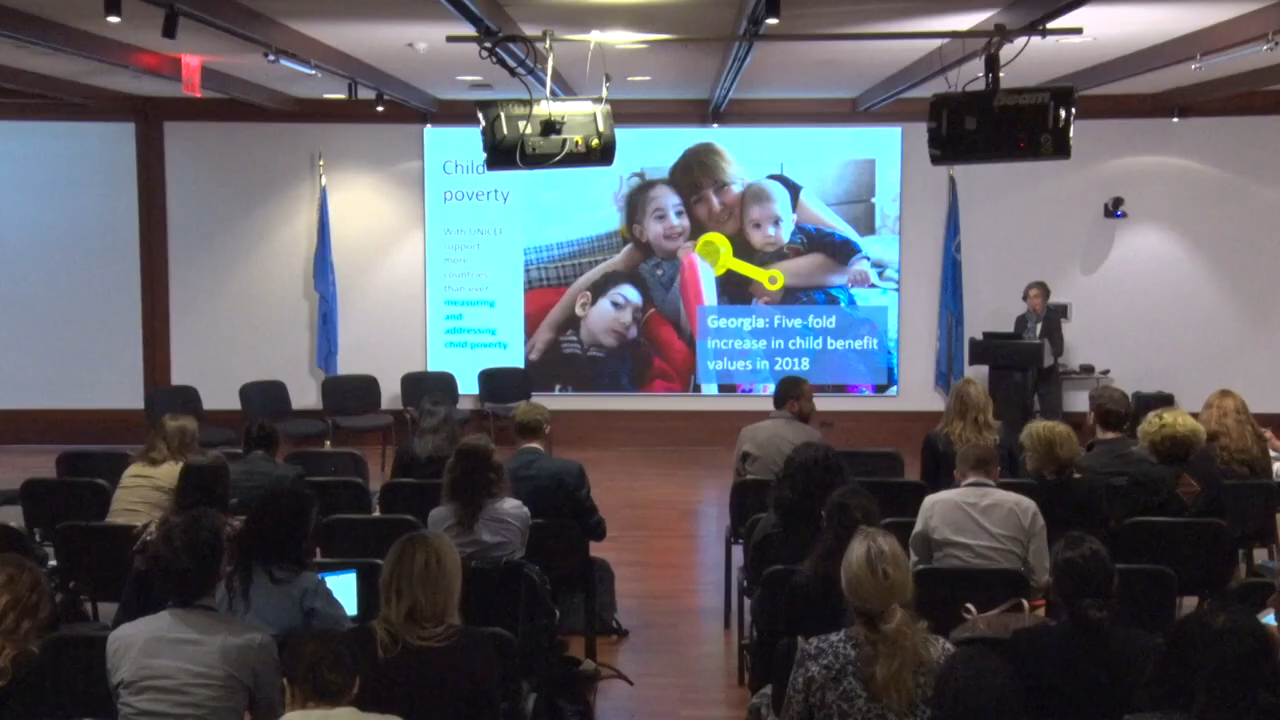 Child
poverty
With UNICEF
support
more
countries
than ever
measuring
and
addressing
child poverty
Georgia: Five-fold
increase in child benefit
values in 2018